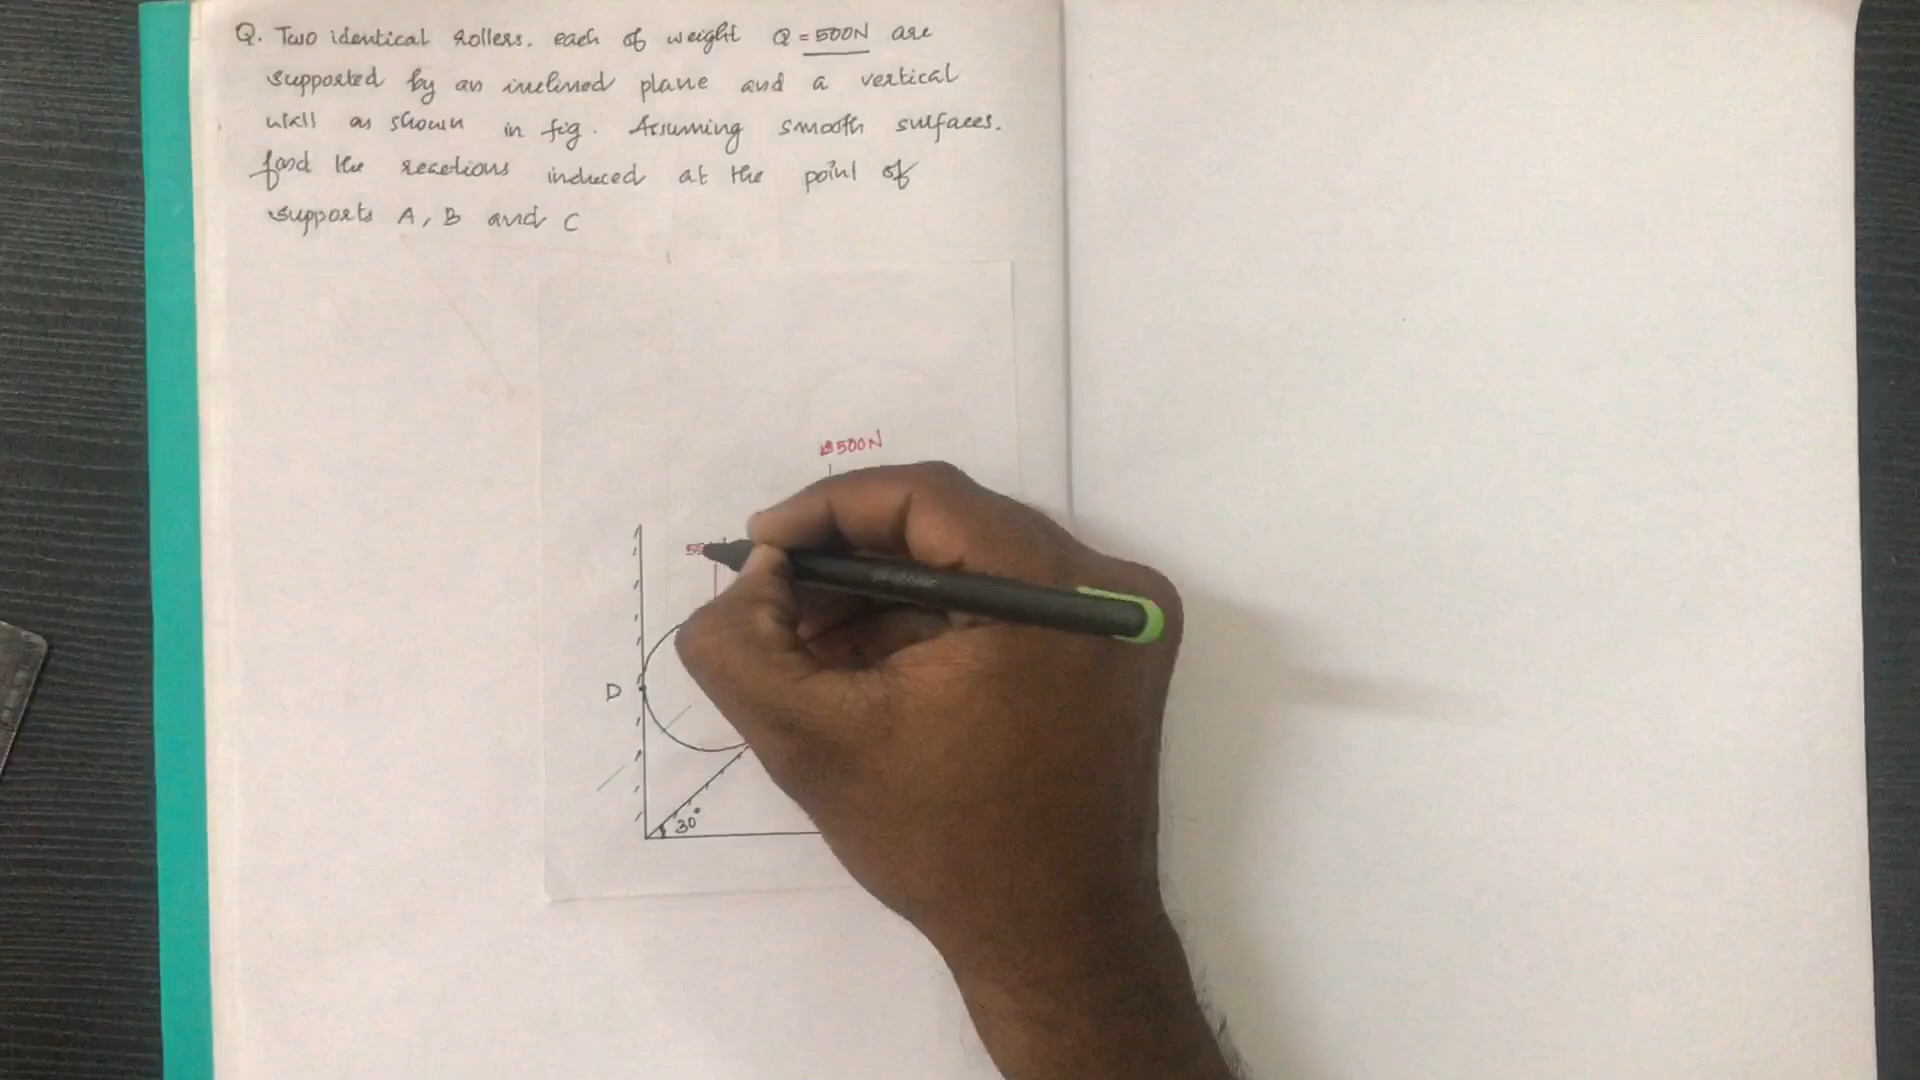 Q. Two identical rollers. each of weight Q = 500N are
supported by an inclined plane and a vertical
wall as shown in fig. Assuming smooth surfaces.
find the reactions induced at the point of
supports A, B and C
500N
D
30°